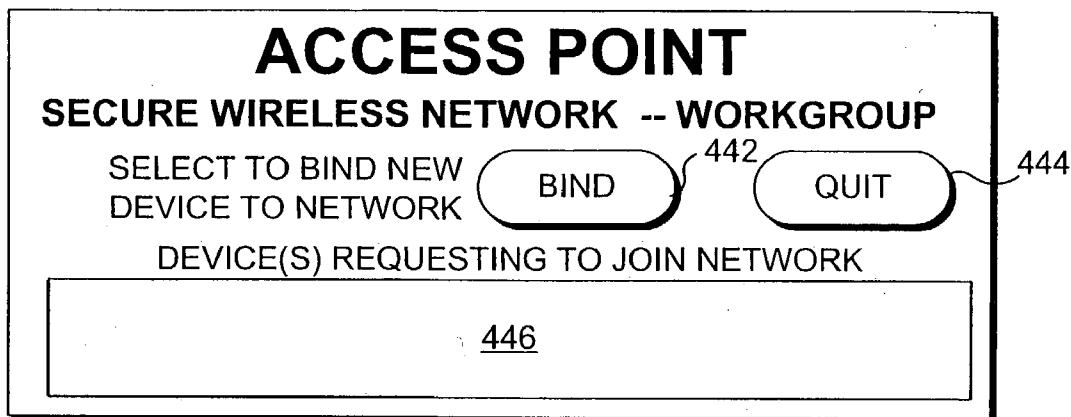 ACCESS POINT
SECURE WIRELESS NETWORK -- WORKGROUP
SELECT TO BIND NEW
DEVICE TO NETWORK
BIND
442
QUIT
444
DEVICE(S) REQUESTING TO JOIN NETWORK
446